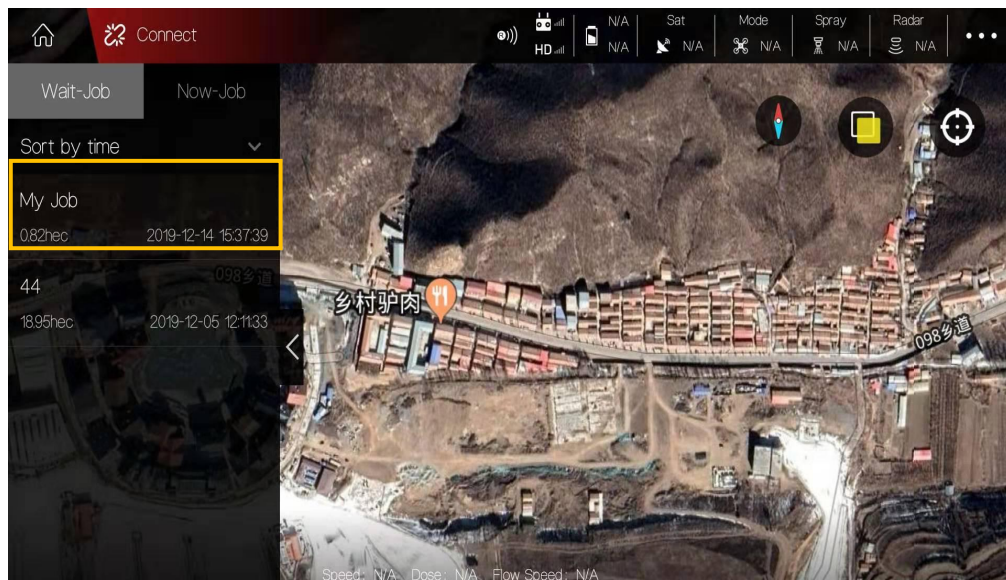 Connect
HD
N/A
N/A
Sat
N/A
Mode
N/A
Spray
N/A
Radar
N/A
Wait-Job
Now-Job
Sort by time
My Job
0.82hec 2019-12-14 15:37:39
44
18.95hec 2019-12-05 12:11:33
098乡道
乡村驴肉
098乡道
Speed: N/A Dose: N/A Flow Speed: N/A